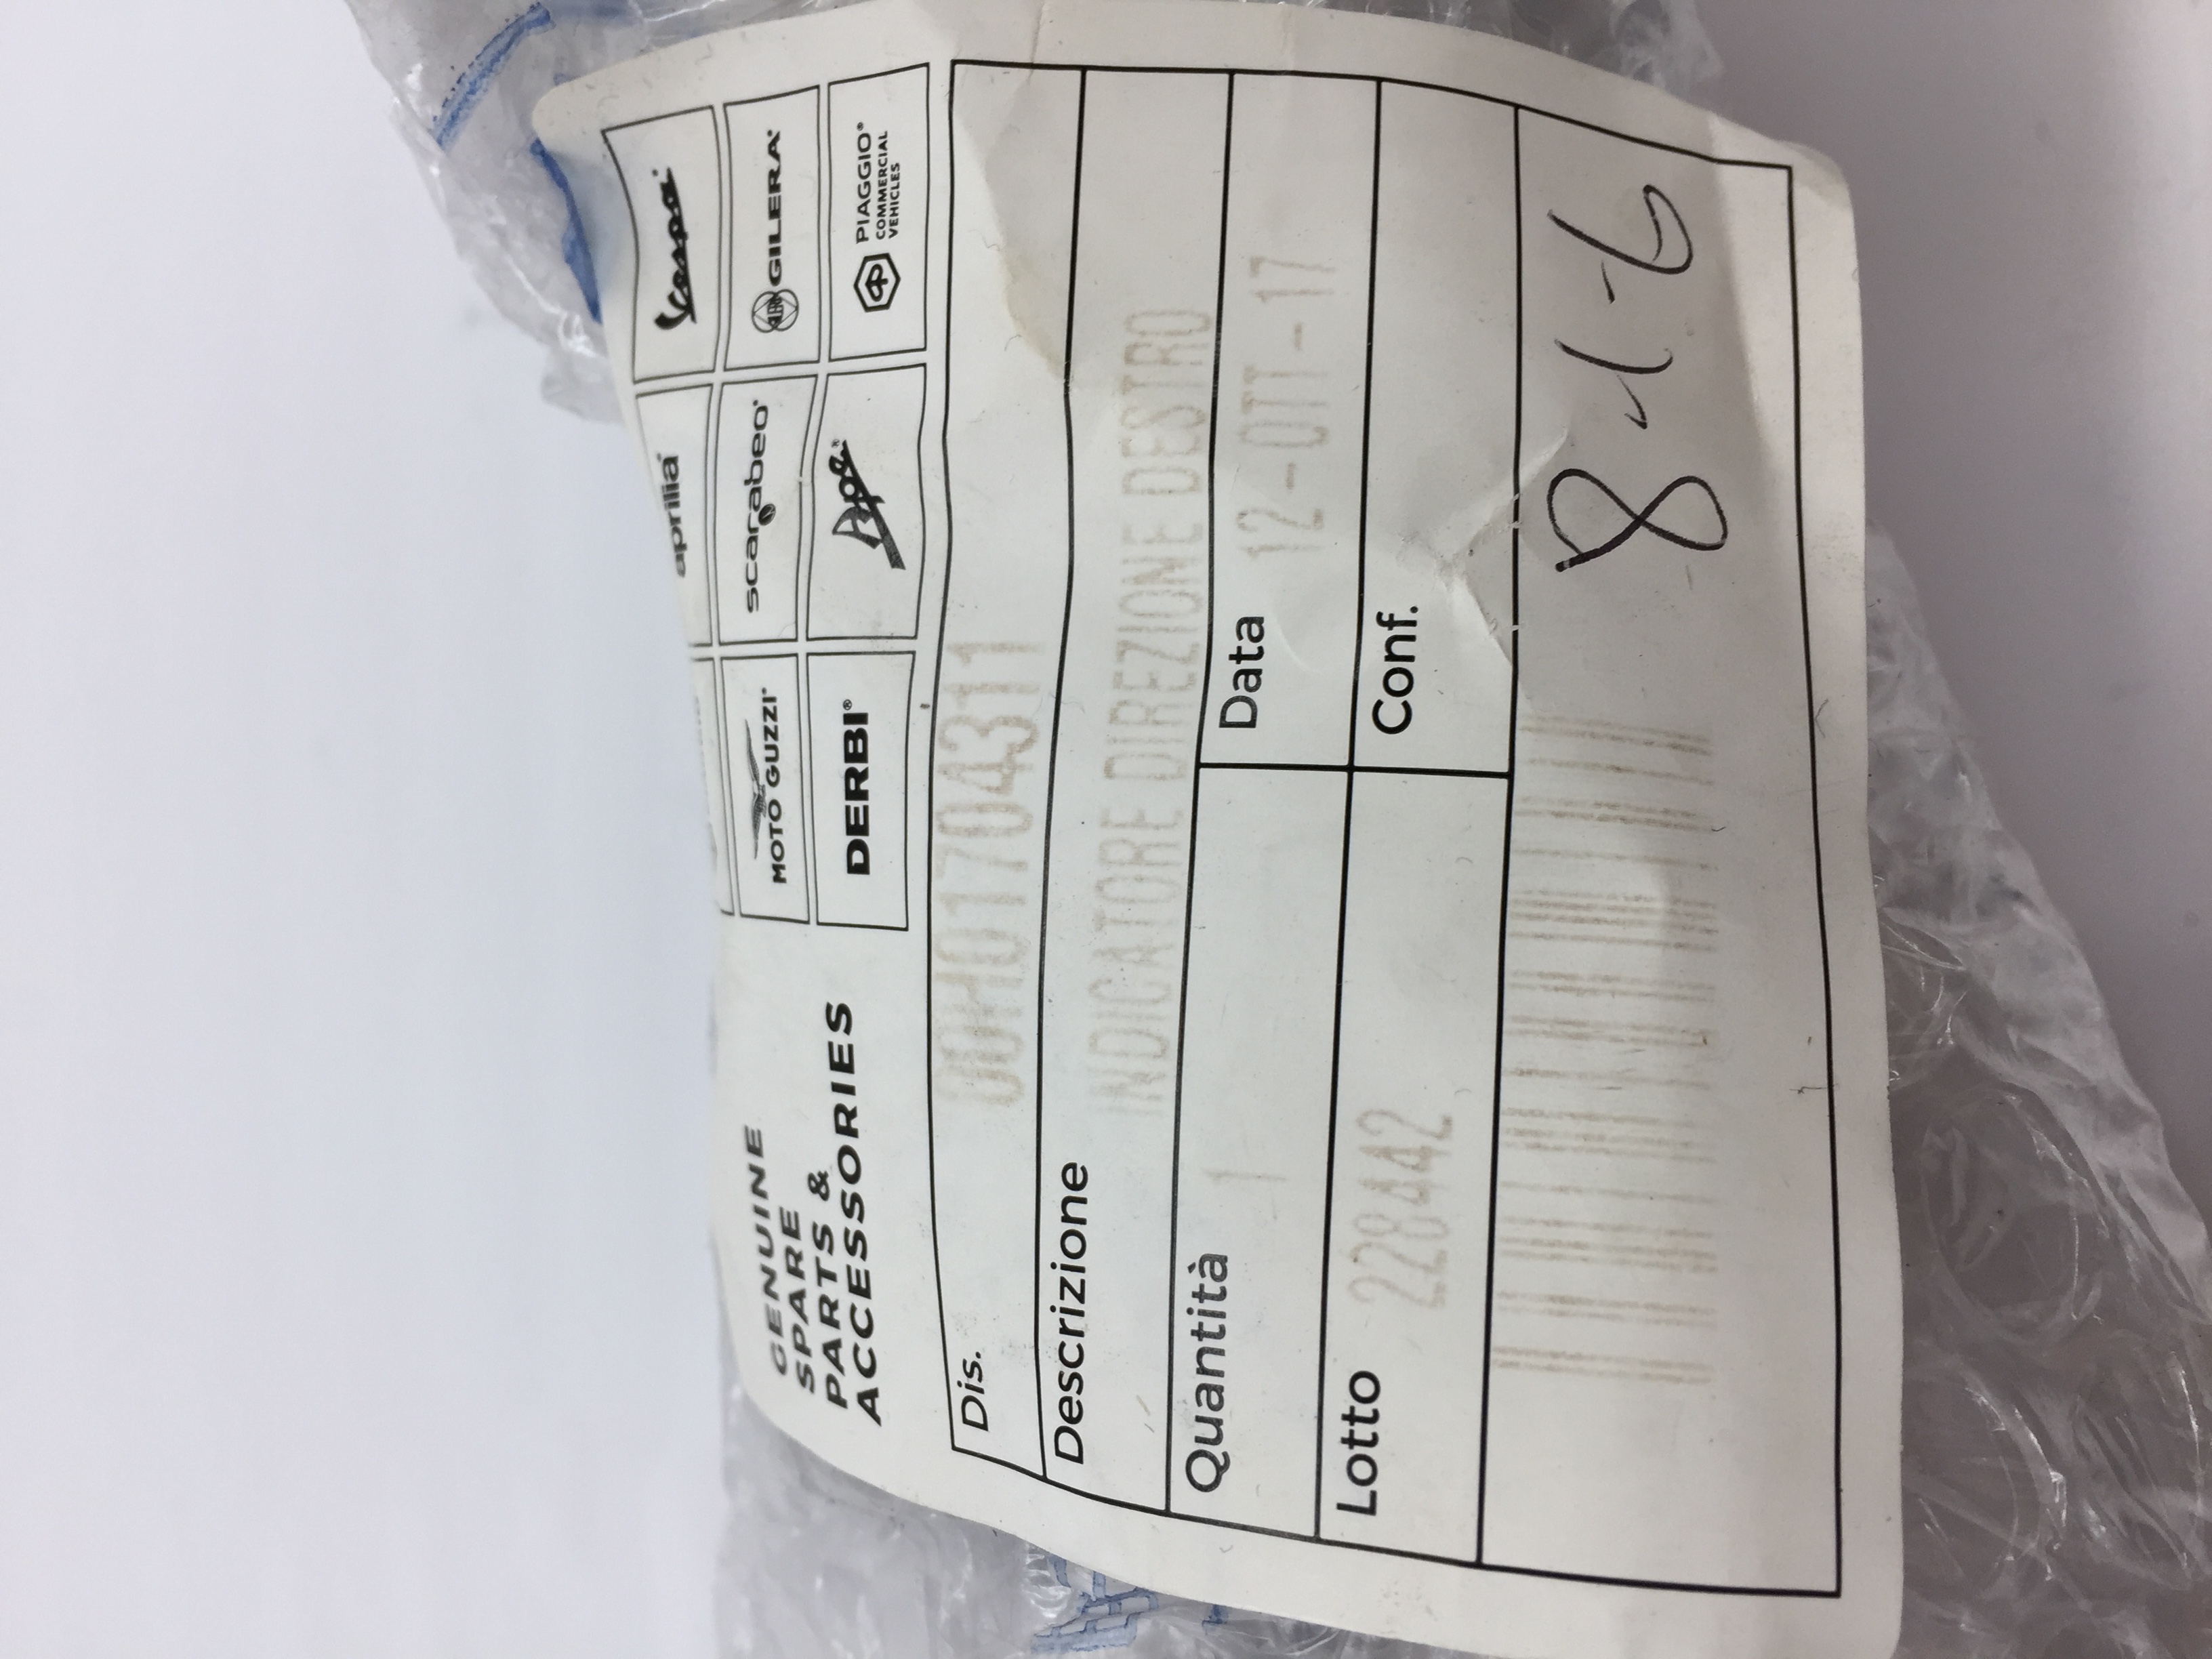 GENUINE
SPARE
PARTS &
ACCESSORIES
aprilia
Vespa
MOTO GUZZI
scarabeo
GILERA
DERBI®
PIAGGIO®
COMMERCIAL
VEHICLES
Dis. 00H01704311
Descrizione INDICATORE DIREZIONE DESTRO
Quantità 1 Data 12-OTT-17
Lotto 228442 Conf.